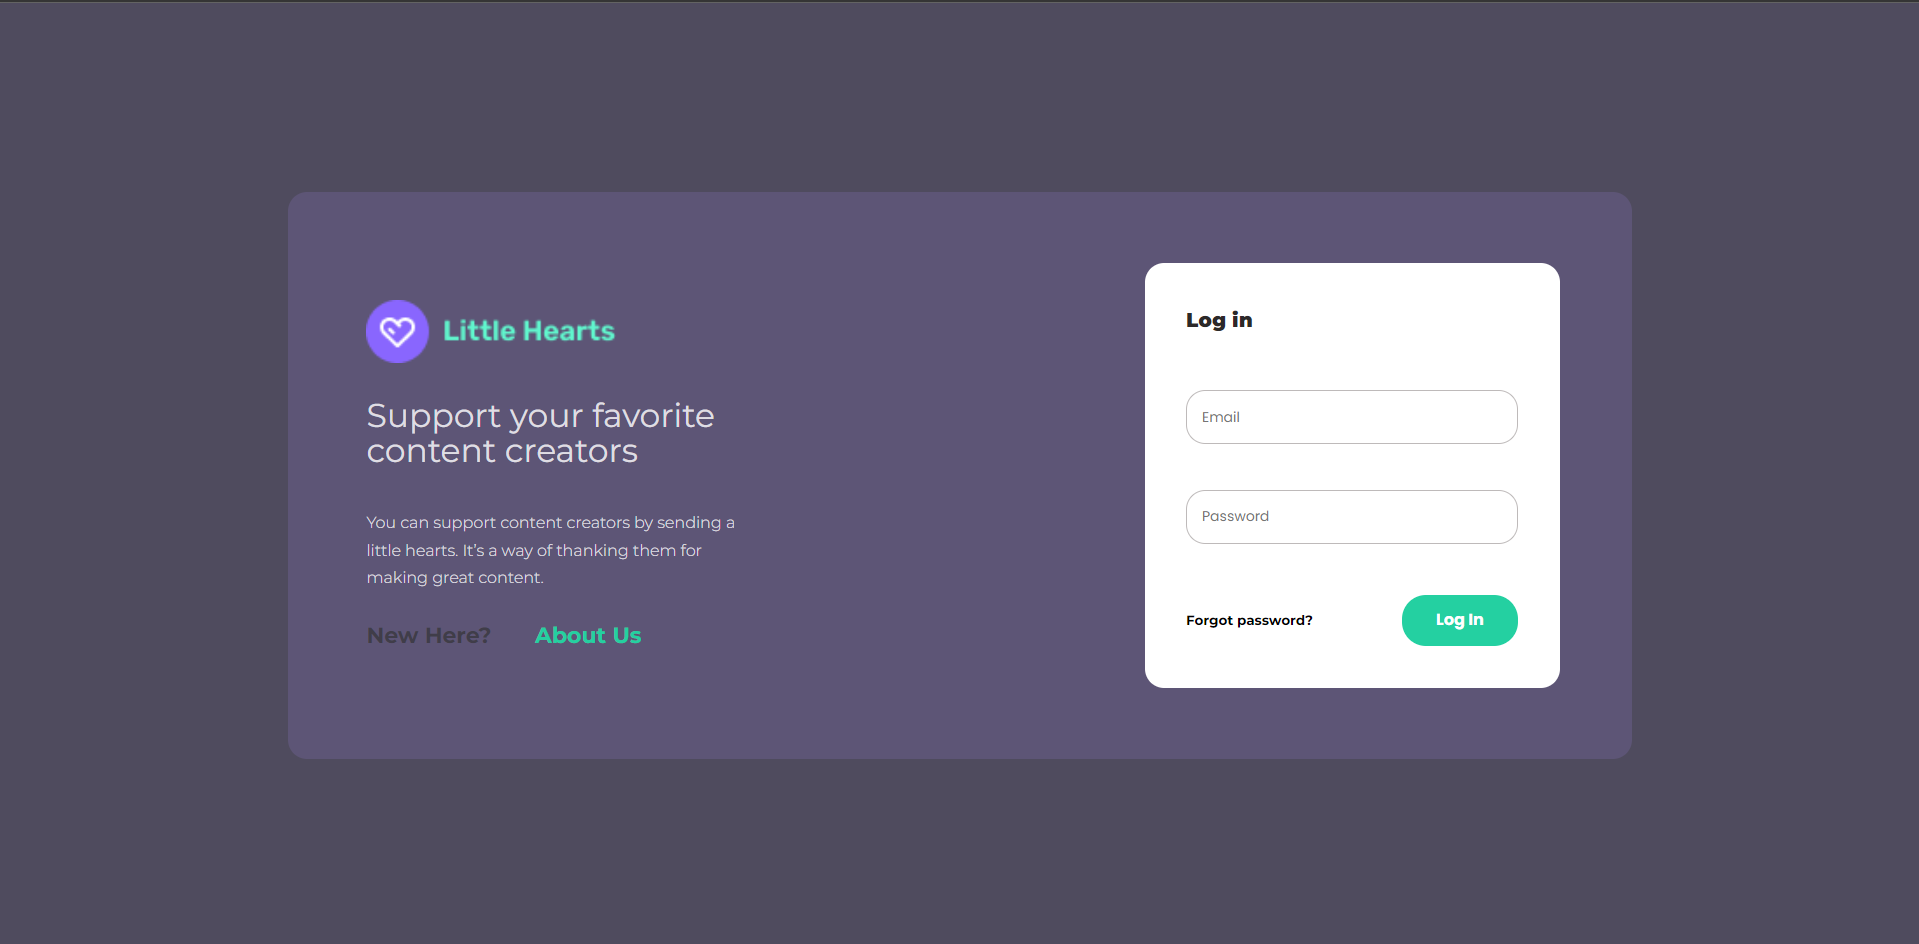 Little Hearts
Support your favorite
content creators
You can support content creators by sending a
little hearts. It’s a way of thanking them for
making great content.
New Here? About Us
Log in
Email
Password
Forgot password? Log In